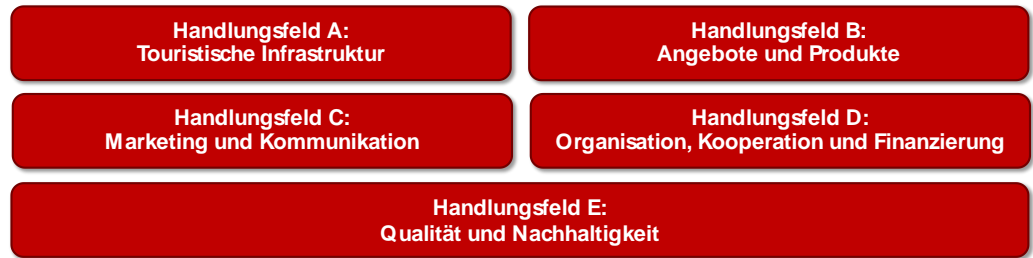 Handlungsfeld A:
Touristische Infrastruktur
Handlungsfeld B:
Angebote und Produkte
Handlungsfeld C:
Marketing und Kommunikation
Handlungsfeld D:
Organisation, Kooperation und Finanzierung
Handlungsfeld E:
Qualität und Nachhaltigkeit